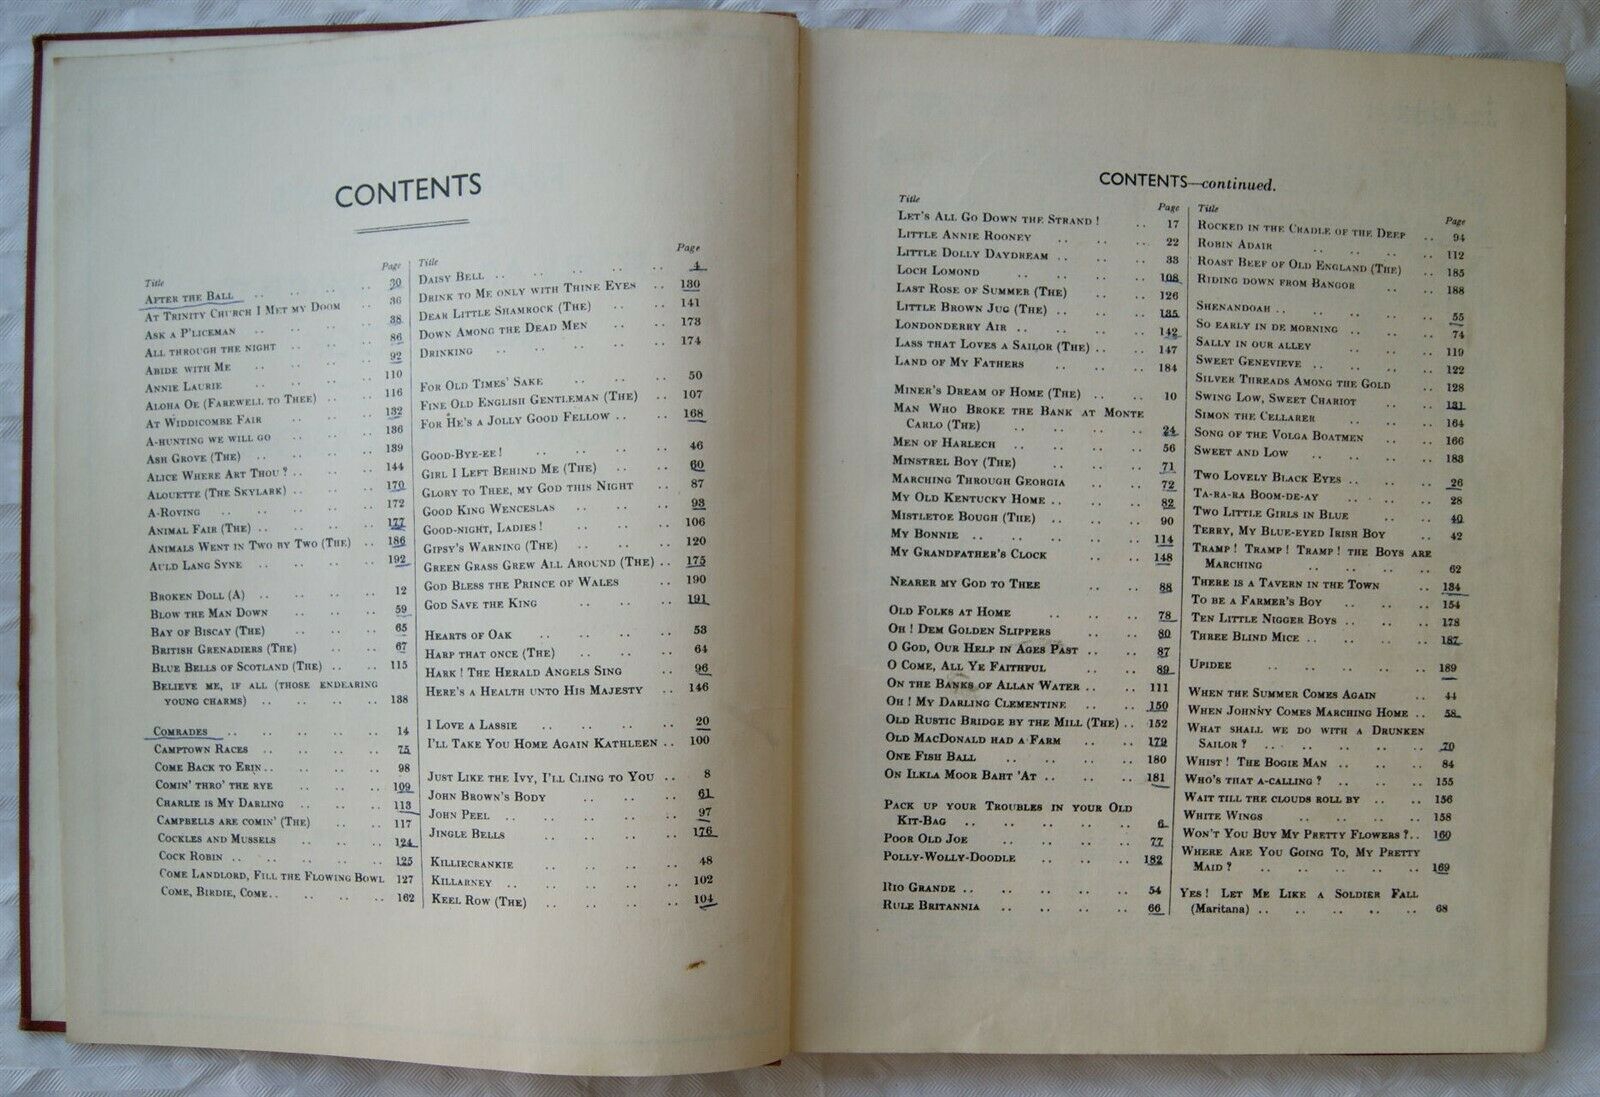 CONTENTS
Title Page
AFTER THE BALL .. .. .. .. 30
AT TRINITY CHURCH I MET MY DOOM .. 36
ASK A P'LICEMAN .. .. .. .. 38
ALL THROUGH THE NIGHT .. .. .. 86
ABIDE WITH ME .. .. .. .. 92
ANNIE LAURIE .. .. .. .. 110
ALOHA OE (FAREWELL TO THEE) .. .. 116
AT WIDDICOMBE FAIR .. .. .. 132
A-HUNTING WE WILL GO .. .. .. 136
ASH GROVE (THE) .. .. .. .. 139
ALICE WHERE ART THOU? .. .. .. 144
ALOUETTE (THE SKYLARK) .. .. .. 170
A-ROVING .. .. .. .. 172
ANIMAL FAIR (THE) .. .. .. .. 177
ANIMALS WENT IN TWO BY TWO (THE) .. 186
AULD LANG SYNE .. .. .. .. 192
BROKEN DOLL (A) .. .. .. .. 12
BLOW THE MAN DOWN .. .. .. 59
BAY OF BISCAY (THE) .. .. .. 65
BRITISH GRENADIERS (THE) .. .. 67
BLUE BELLS OF SCOTLAND (THE) .. .. 115
BELIEVE ME, IF ALL (THOSE ENDEARING
YOUNG CHARMS) .. .. .. .. 138
COMRADES .. .. .. .. .. 14
CAMPTOWN RACES .. .. .. .. 75
COME BACK TO ERIN .. .. .. .. 98
COMIN' THRO' THE RYE .. .. .. 109
CHARLIE IS MY DARLING .. .. .. 113
CAMPBELLS ARE COMIN' (THE) .. .. 117
COCKLES AND MUSSELS .. .. .. 124
COCK ROBIN .. .. .. .. .. 125
COME LANDLORD, FILL THE FLOWING BOWL 127
COME, BIRDIE, COME .. .. .. .. 162
Title Page
DAISY BELL .. .. .. .. .. 4
DRINK TO ME ONLY WITH THINE EYES .. 130
DEAR LITTLE SHAMROCK (THE) .. .. 141
DOWN AMONG THE DEAD MEN .. .. 173
DRINKING .. .. .. .. .. 174
FOR OLD TIMES' SAKE .. .. .. 50
FINE OLD ENGLISH GENTLEMAN (THE) .. 107
FOR HE'S A JOLLY GOOD FELLOW .. .. 168
GOOD-BYE-EE! .. .. .. .. 46
GIRL I LEFT BEHIND ME (THE) .. .. 60
GLORY TO THEE, MY GOD THIS NIGHT .. 87
GOOD KING WENCESLAS .. .. .. 93
GOOD-NIGHT, LADIES! .. .. .. 106
GIPSY'S WARNING (THE) .. .. .. 120
GREEN GRASS GREW ALL AROUND (THE) .. 175
GOD BLESS THE PRINCE OF WALES .. 190
GOD SAVE THE KING .. .. .. 191
HEARTS OF OAK .. .. .. .. 53
HARP THAT ONCE (THE) .. .. .. 64
HARK! THE HERALD ANGELS SING .. 96
HERE'S A HEALTH UNTO HIS MAJESTY .. 146
I LOVE A LASSIE .. .. .. .. 20
I'LL TAKE YOU HOME AGAIN KATHLEEN .. 100
JUST LIKE THE IVY, I'LL CLING TO YOU .. 8
JOHN BROWN'S BODY .. .. .. 61
JOHN PEEL .. .. .. .. .. 97
JINGLE BELLS .. .. .. .. 176
KILLIECRANKIE .. .. .. .. 48
KILLARNEY .. .. .. .. .. 102
KEEL ROW (THE) .. .. .. .. 104
CONTENTS—continued.
Title Page
LET'S ALL GO DOWN THE STRAND! .. 17
LITTLE ANNIE ROONEY .. .. .. 22
LITTLE DOLLY DAYDREAM .. .. .. 33
LOCH LOMOND .. .. .. .. 108
LAST ROSE OF SUMMER (THE) .. .. 126
LITTLE BROWN JUG (THE) .. .. .. 135
LONDONDERRY AIR .. .. .. .. 142
LASS THAT LOVES A SAILOR (THE) .. .. 147
LAND OF MY FATHERS .. .. .. 184
MINER'S DREAM OF HOME (THE) .. .. 10
MAN WHO BROKE THE BANK AT MONTE
CARLO (THE) .. .. .. .. 24
MEN OF HARLECH .. .. .. .. 56
MINSTREL BOY (THE) .. .. .. 71
MARCHING THROUGH GEORGIA .. .. 72
MY OLD KENTUCKY HOME .. .. .. 82
MISTLETOE BOUGH (THE) .. .. .. 90
MY BONNIE .. .. .. .. .. 114
MY GRANDFATHER'S CLOCK .. .. 148
NEARER MY GOD TO THEE .. .. 88
OLD FOLKS AT HOME .. .. .. 78
OH! DEM GOLDEN SLIPPERS .. .. 80
O GOD, OUR HELP IN AGES PAST .. .. 87
O COME, ALL YE FAITHFUL .. .. 89
ON THE BANKS OF ALLAN WATER .. .. 111
OH! MY DARLING CLEMENTINE .. .. 150
OLD RUSTIC BRIDGE BY THE MILL (THE) .. 152
OLD MACDONALD HAD A FARM .. .. 179
ONE FISH BALL .. .. .. .. 180
ON ILKLA MOOR BAHT 'AT .. .. .. 181
PACK UP YOUR TROUBLES IN YOUR OLD
KIT-BAG .. .. .. .. .. 6
POOR OLD JOE .. .. .. .. 77
POLLY-WOLLY-DOODLE .. .. .. 182
RIO GRANDE .. .. .. .. .. 54
RULE BRITANNIA .. .. .. .. 66
Title Page
ROCKED IN THE CRADLE OF THE DEEP .. 94
ROBIN ADAIR .. .. .. .. 112
ROAST BEEF OF OLD ENGLAND (THE) .. 185
RIDING DOWN FROM BANGOR .. .. 188
SHENANDOAH .. .. .. .. .. 55
SO EARLY IN DE MORNING .. .. .. 74
SALLY IN OUR ALLEY .. .. .. 119
SWEET GENEVIEVE .. .. .. .. 122
SILVER THREADS AMONG THE GOLD .. 128
SWING LOW, SWEET CHARIOT .. .. 131
SIMON THE CELLARER .. .. .. 164
SONG OF THE VOLGA BOATMEN .. .. 166
SWEET AND LOW .. .. .. .. 183
TWO LOVELY BLACK EYES .. .. .. 26
TA-RA-RA BOOM-DE-AY .. .. .. 28
TWO LITTLE GIRLS IN BLUE .. .. 40
TERRY, MY BLUE-EYED IRISH BOY .. 42
TRAMP! TRAMP! TRAMP! THE BOYS ARE
MARCHING .. .. .. .. 62
THERE IS A TAVERN IN THE TOWN .. 134
TO BE A FARMER'S BOY .. .. .. 154
TEN LITTLE NIGGER BOYS .. .. .. 178
THREE BLIND MICE .. .. .. .. 187
UPIDEE .. .. .. .. .. 189
WHEN THE SUMMER COMES AGAIN .. 44
WHEN JOHNNY COMES MARCHING HOME .. 58
WHAT SHALL WE DO WITH A DRUNKEN
SAILOR? .. .. .. .. .. 70
WHIST! THE BOGIE MAN .. .. .. 84
WHO'S THAT A-CALLING? .. .. .. 155
WAIT TILL THE CLOUDS ROLL BY .. .. 156
WHITE WINGS .. .. .. .. 158
WON'T YOU BUY MY PRETTY FLOWERS? .. 160
WHERE ARE YOU GOING TO, MY PRETTY
MAID? .. .. .. .. .. 169
YES! LET ME LIKE A SOLDIER FALL
(Maritana) .. .. .. .. .. 68